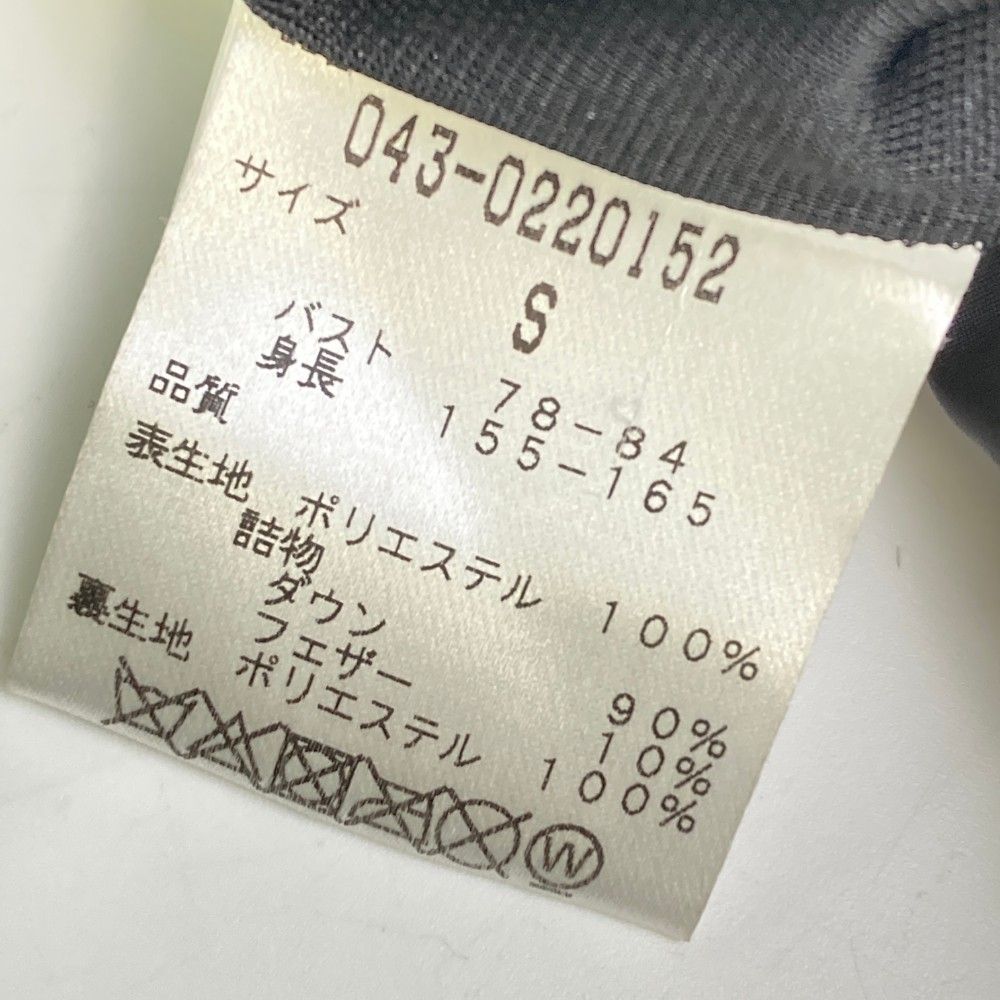 043-0220152
サイズ S
バスト 78-84
身長 155-165
品質
表生地 ポリエステル 100%
詰物
ダウン 90%
フェザー 10%
裏生地 ポリエステル 100%
W